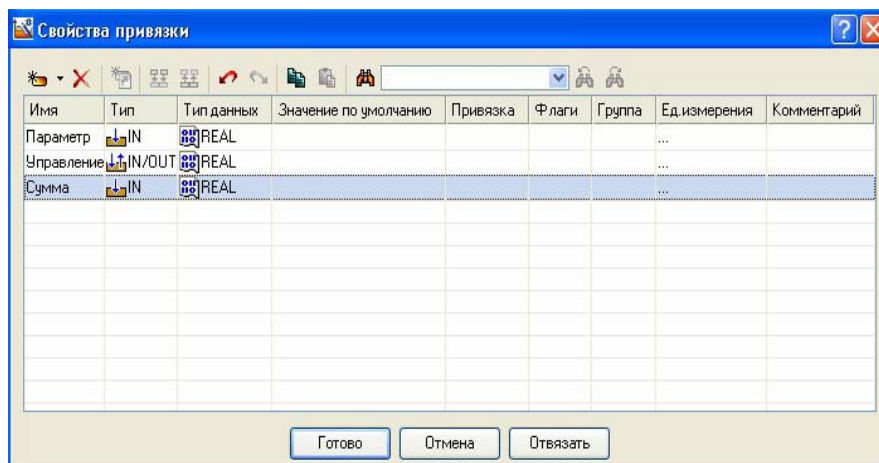 Свойства привязки
Имя Тип Тип данных Значение по умолчанию Привязка Флаги Группа Ед.измерения Комментарий
Параметр IN REAL ...
Управление IN/OUT REAL ...
Сумма IN REAL ...
Готово Отмена Отвязать